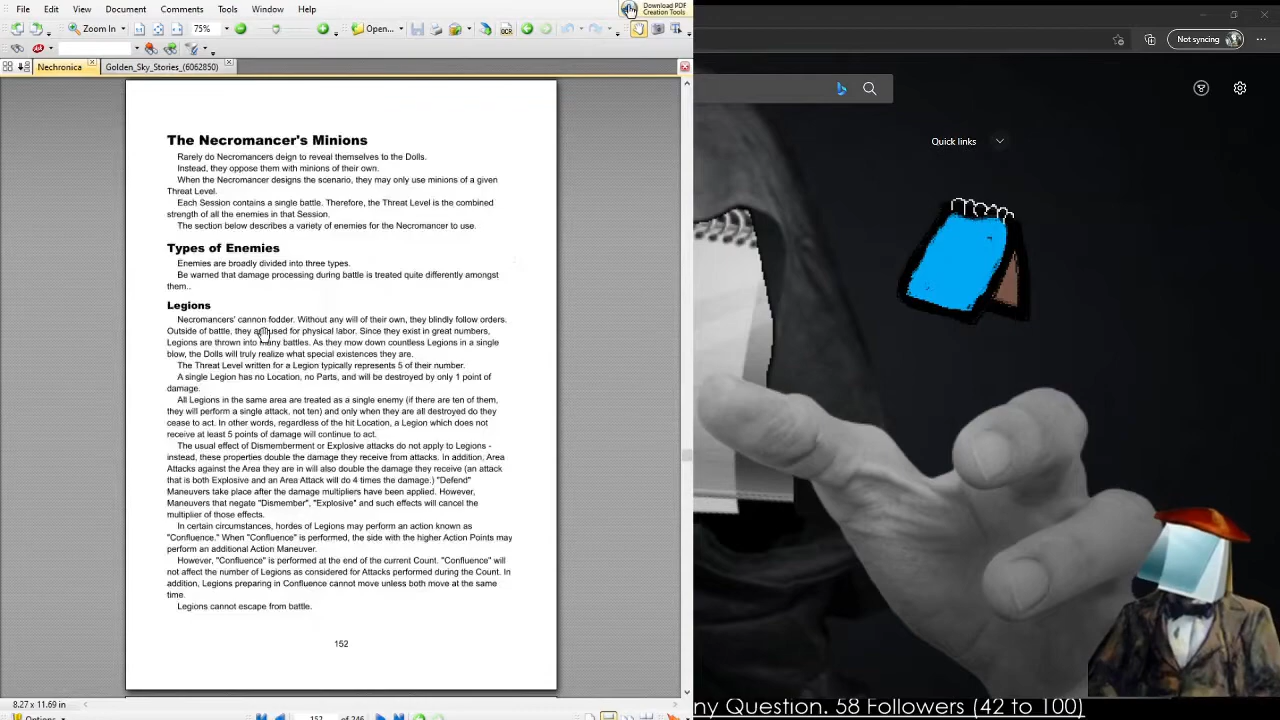 File Edit View Document Comments Tools Window Help
Download PDF
Creation Tools
Zoom In 75% Open...
OCR
Necronica Golden_Sky_Stories_(6062850)
Not syncing
Quick links
The Necromancer's Minions
Rarely do Necromancers deign to reveal themselves to the Dolls.
Instead, they oppose them with minions of their own.
When the Necromancer designs the scenario, they may only use minions of a given
Threat Level.
Each Session contains a single battle. Therefore, the Threat Level is the combined
strength of all the enemies in that Session.
The section below describes a variety of enemies for the Necromancer to use.
Types of Enemies
Enemies are broadly divided into three types.
Be warned that damage processing during battle is treated quite differently amongst
them..
Legions
Necromancers' cannon fodder. Without any will of their own, they blindly follow orders.
Outside of battle, they are used for physical labor. Since they exist in great numbers,
Legions are thrown into many battles. As they mow down countless Legions in a single
blow, the Dolls will truly realize what special existences they are.
The Threat Level written for a Legion typically represents 5 of their number.
A single Legion has no Location, no Parts, and will be destroyed by only 1 point of
damage.
All Legions in the same area are treated as a single enemy (if there are ten of them,
they will perform a single attack, not ten) and only when they are all destroyed do they
cease to act. In other words, regardless of the hit Location, a Legion which does not
receive at least 5 points of damage will continue to act.
The usual effect of Dismemberment or Explosive attacks do not apply to Legions -
instead, these properties double the damage they receive from attacks. In addition, Area
Attacks against the Area they are in will also double the damage they receive (an attack
that is both Explosive and an Area Attack will do 4 times the damage.) "Defend"
Maneuvers take place after the damage multipliers have been applied. However,
Maneuvers that negate "Dismember", "Explosive" and such effects will cancel the
multiplier of those effects.
In certain circumstances, hordes of Legions may perform an action known as
"Confluence." When "Confluence" is performed, the side with the higher Action Points may
perform an additional Action Maneuver.
However, "Confluence" is performed at the end of the current Count. "Confluence" will
not affect the number of Legions as considered for Attacks performed during the Count. In
addition, Legions preparing in Confluence cannot move unless both move at the same
time.
Legions cannot escape from battle.
152
8.27 x 11.69 in
Options 152 of 246
ny Question. 58 Followers (42 to 100)